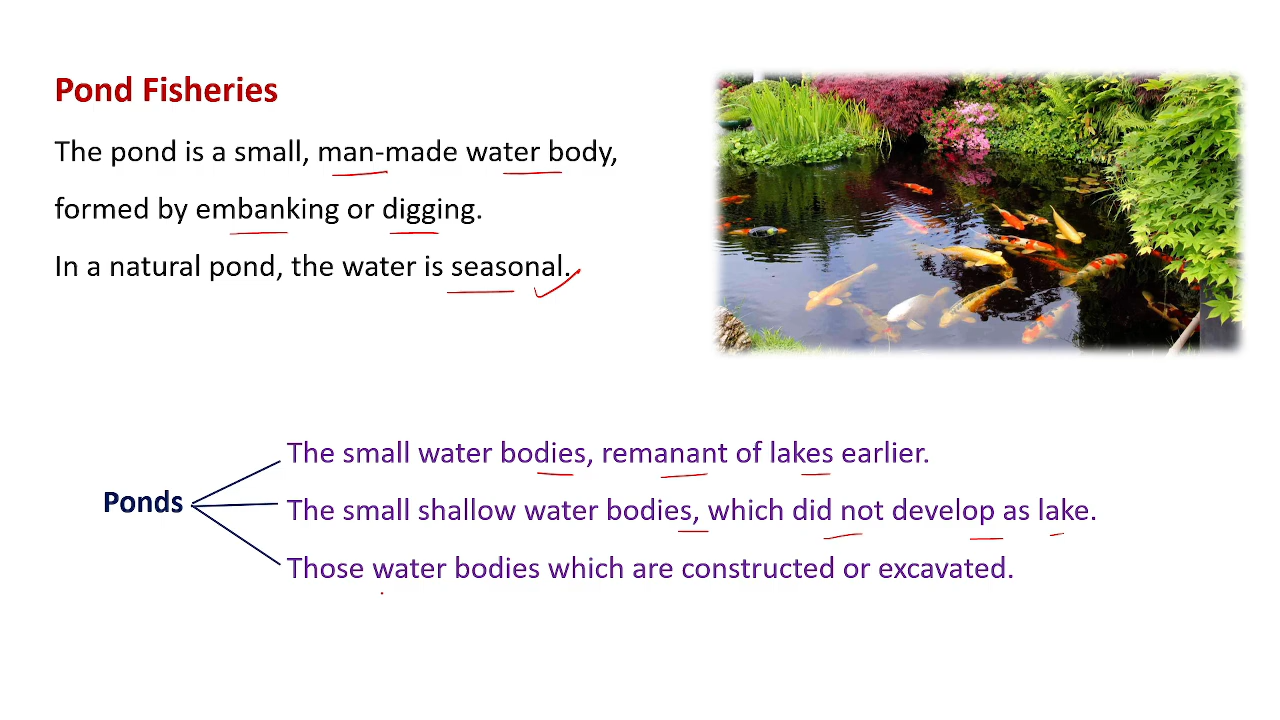 Pond Fisheries
The pond is a small, man-made water body,
formed by embanking or digging.
In a natural pond, the water is seasonal.
The small water bodies, remanant of lakes earlier.
Ponds
The small shallow water bodies, which did not develop as lake.
Those water bodies which are constructed or excavated.